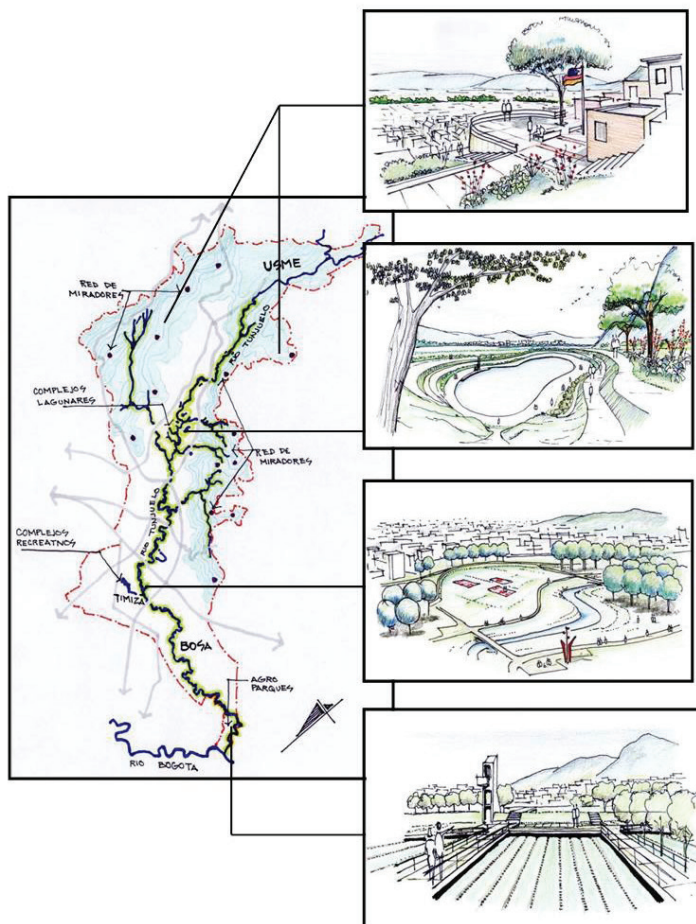 USME
RED DE
MIRADORES
RIO TUNJUELO
COMPLEJOS
LAGUNARES
RED DE
MIRADORES
RIO TUNJUELO
COMPLEJOS
RECREATIVOS
TIMIZA
BOSA
AGRO
PARQUES
RIO BOGOTA